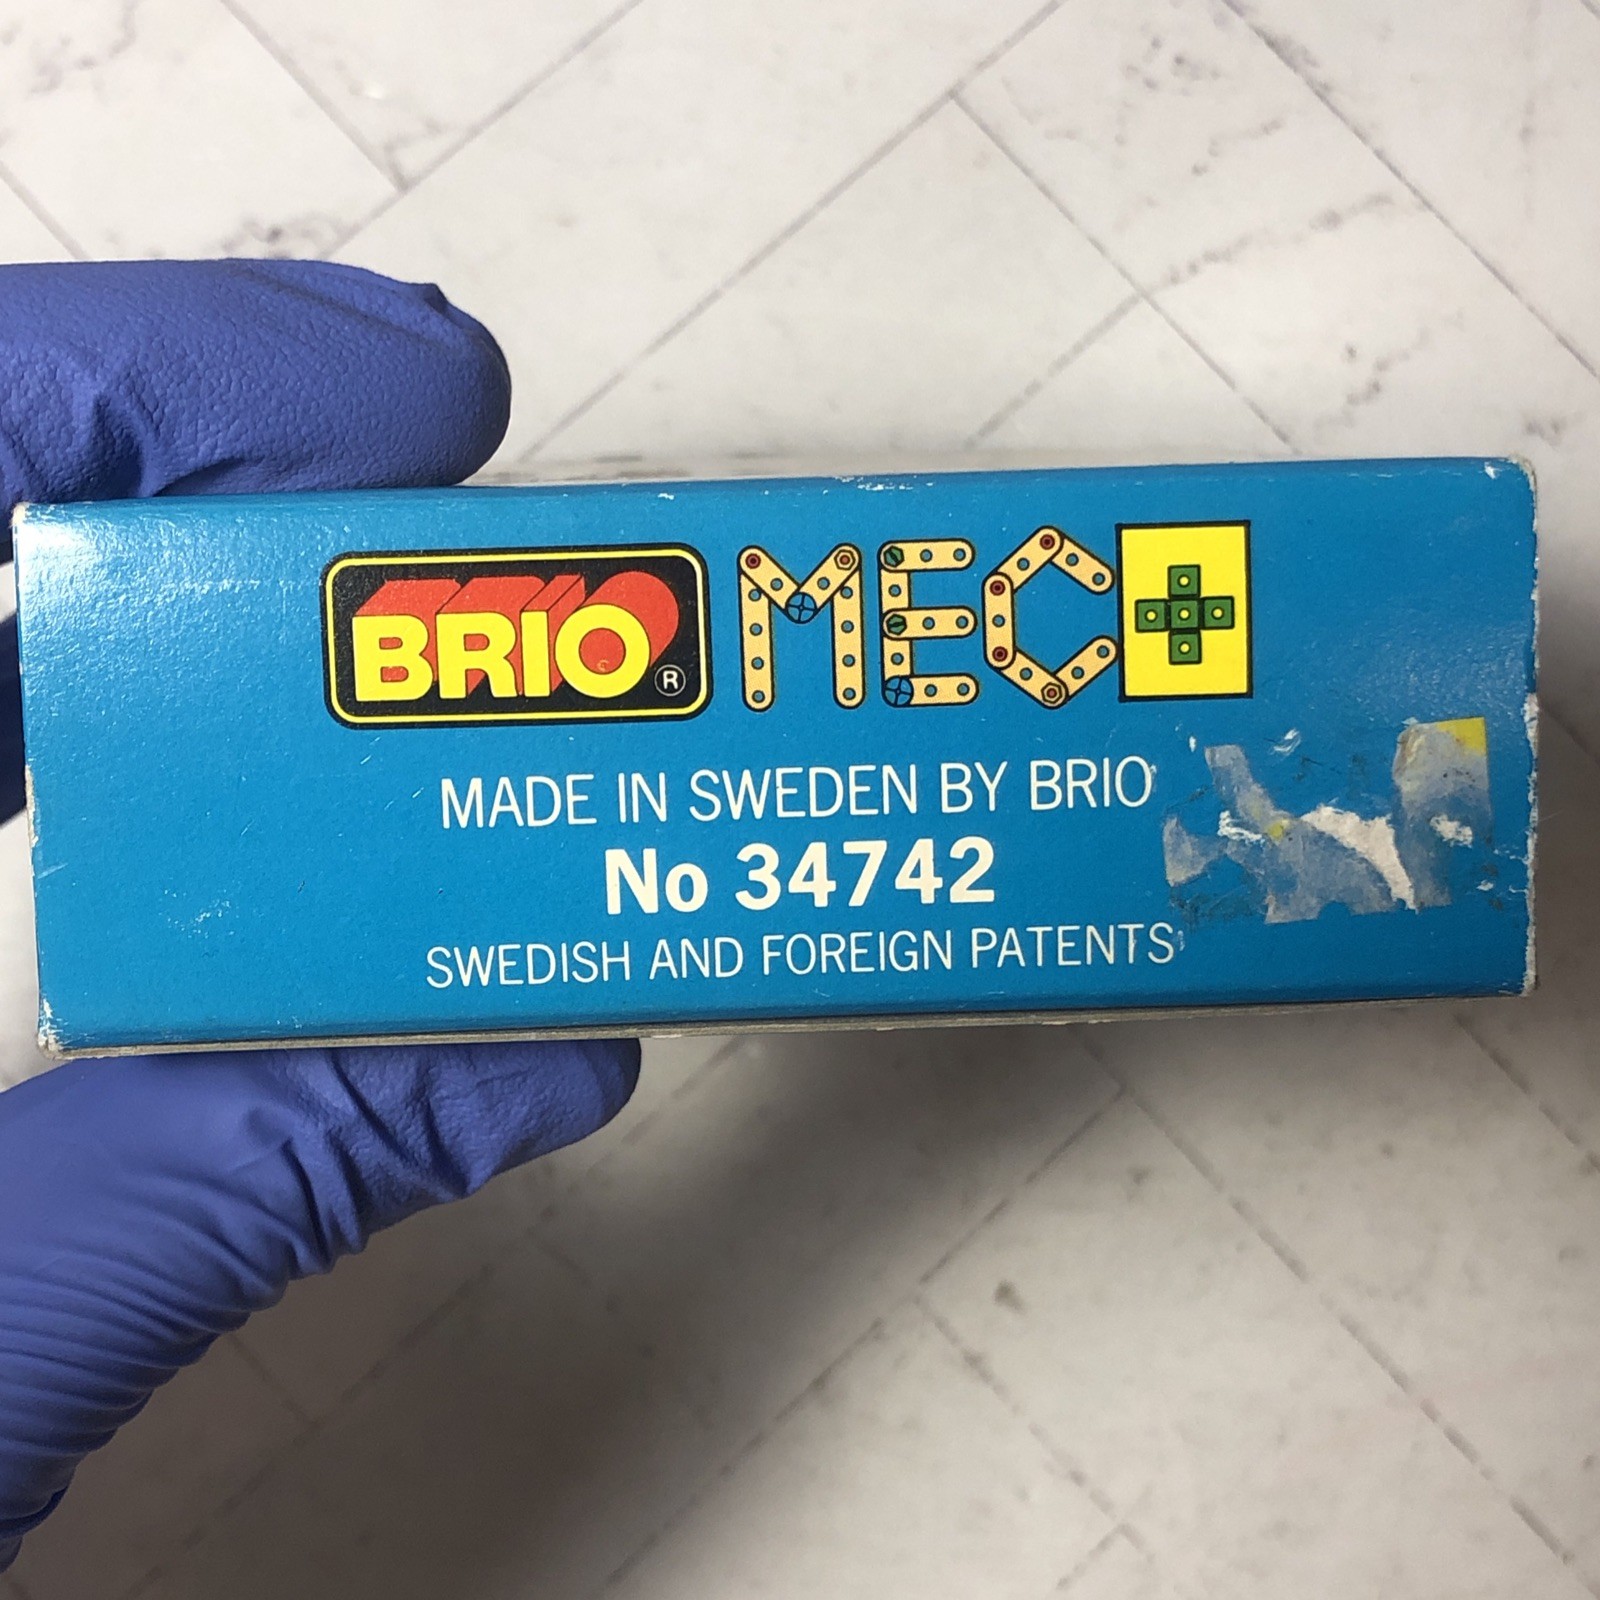 BRIO® MEC
MADE IN SWEDEN BY BRIO
No 34742
SWEDISH AND FOREIGN PATENTS